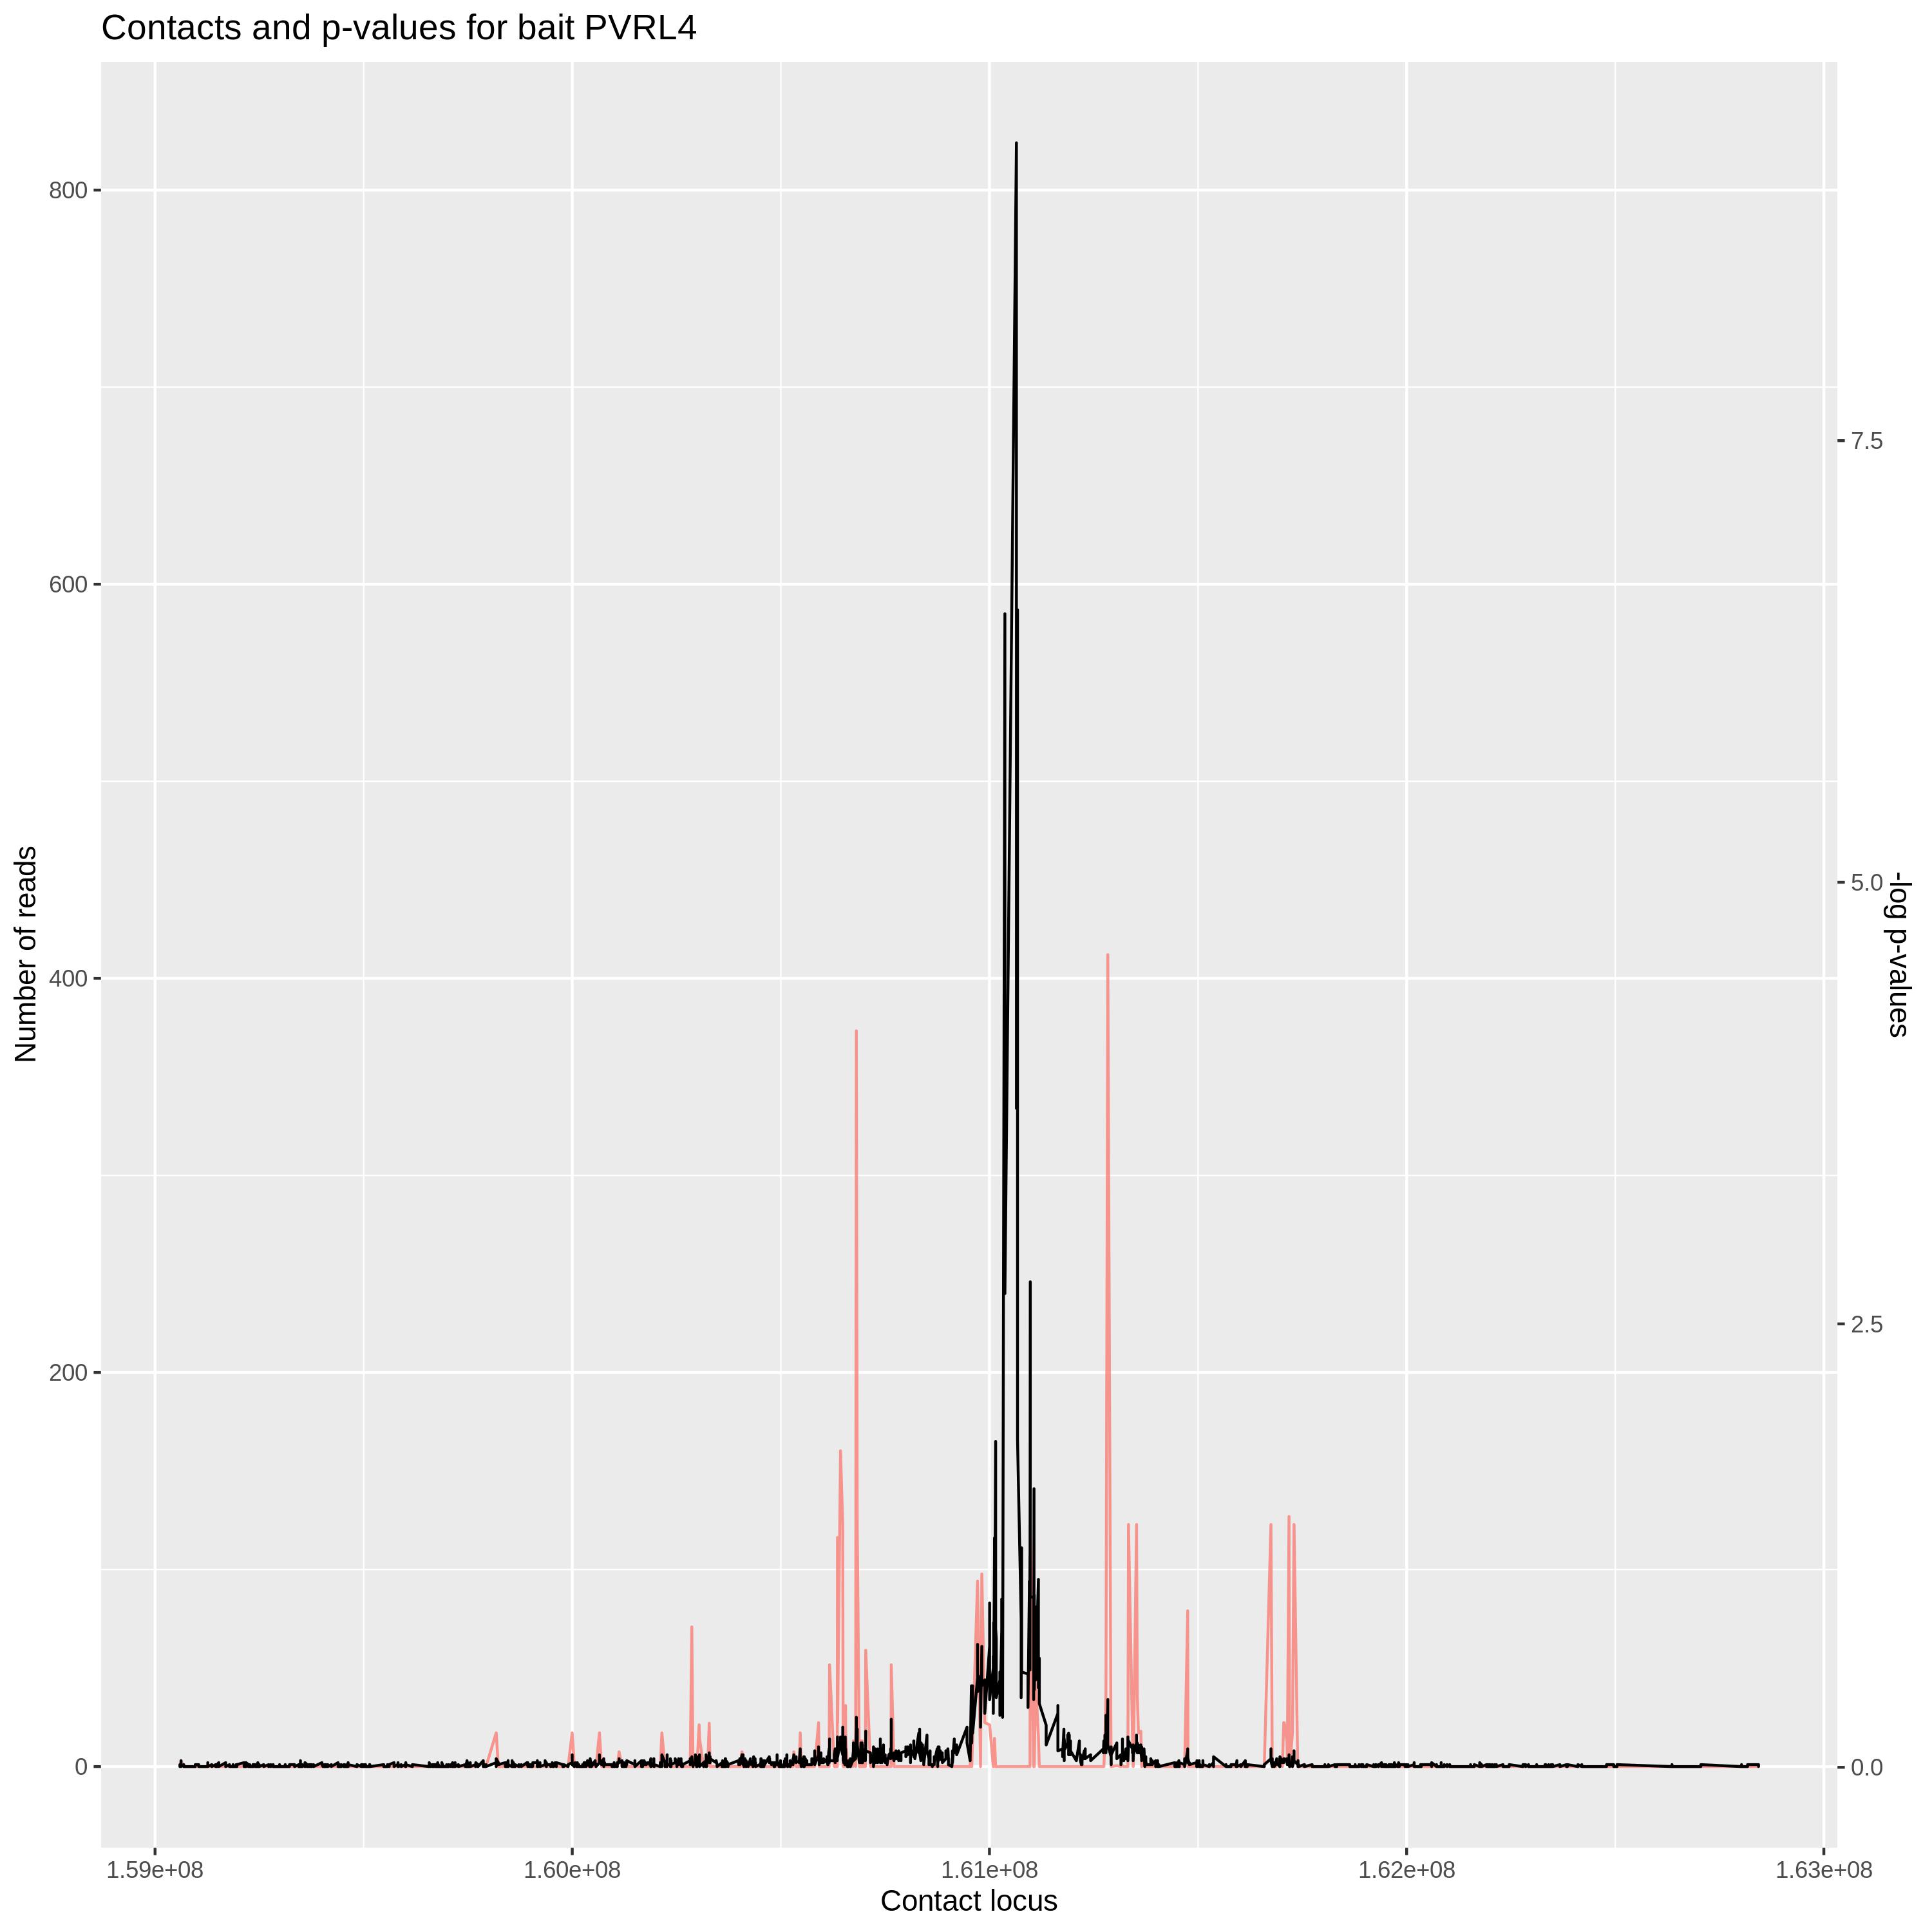 Contacts and p-values for bait PVRL4
800
600
400
200
0
Number of reads
7.5
5.0
2.5
0.0
-log p-values
1.59e+08 1.60e+08 1.61e+08 1.62e+08 1.63e+08
Contact locus